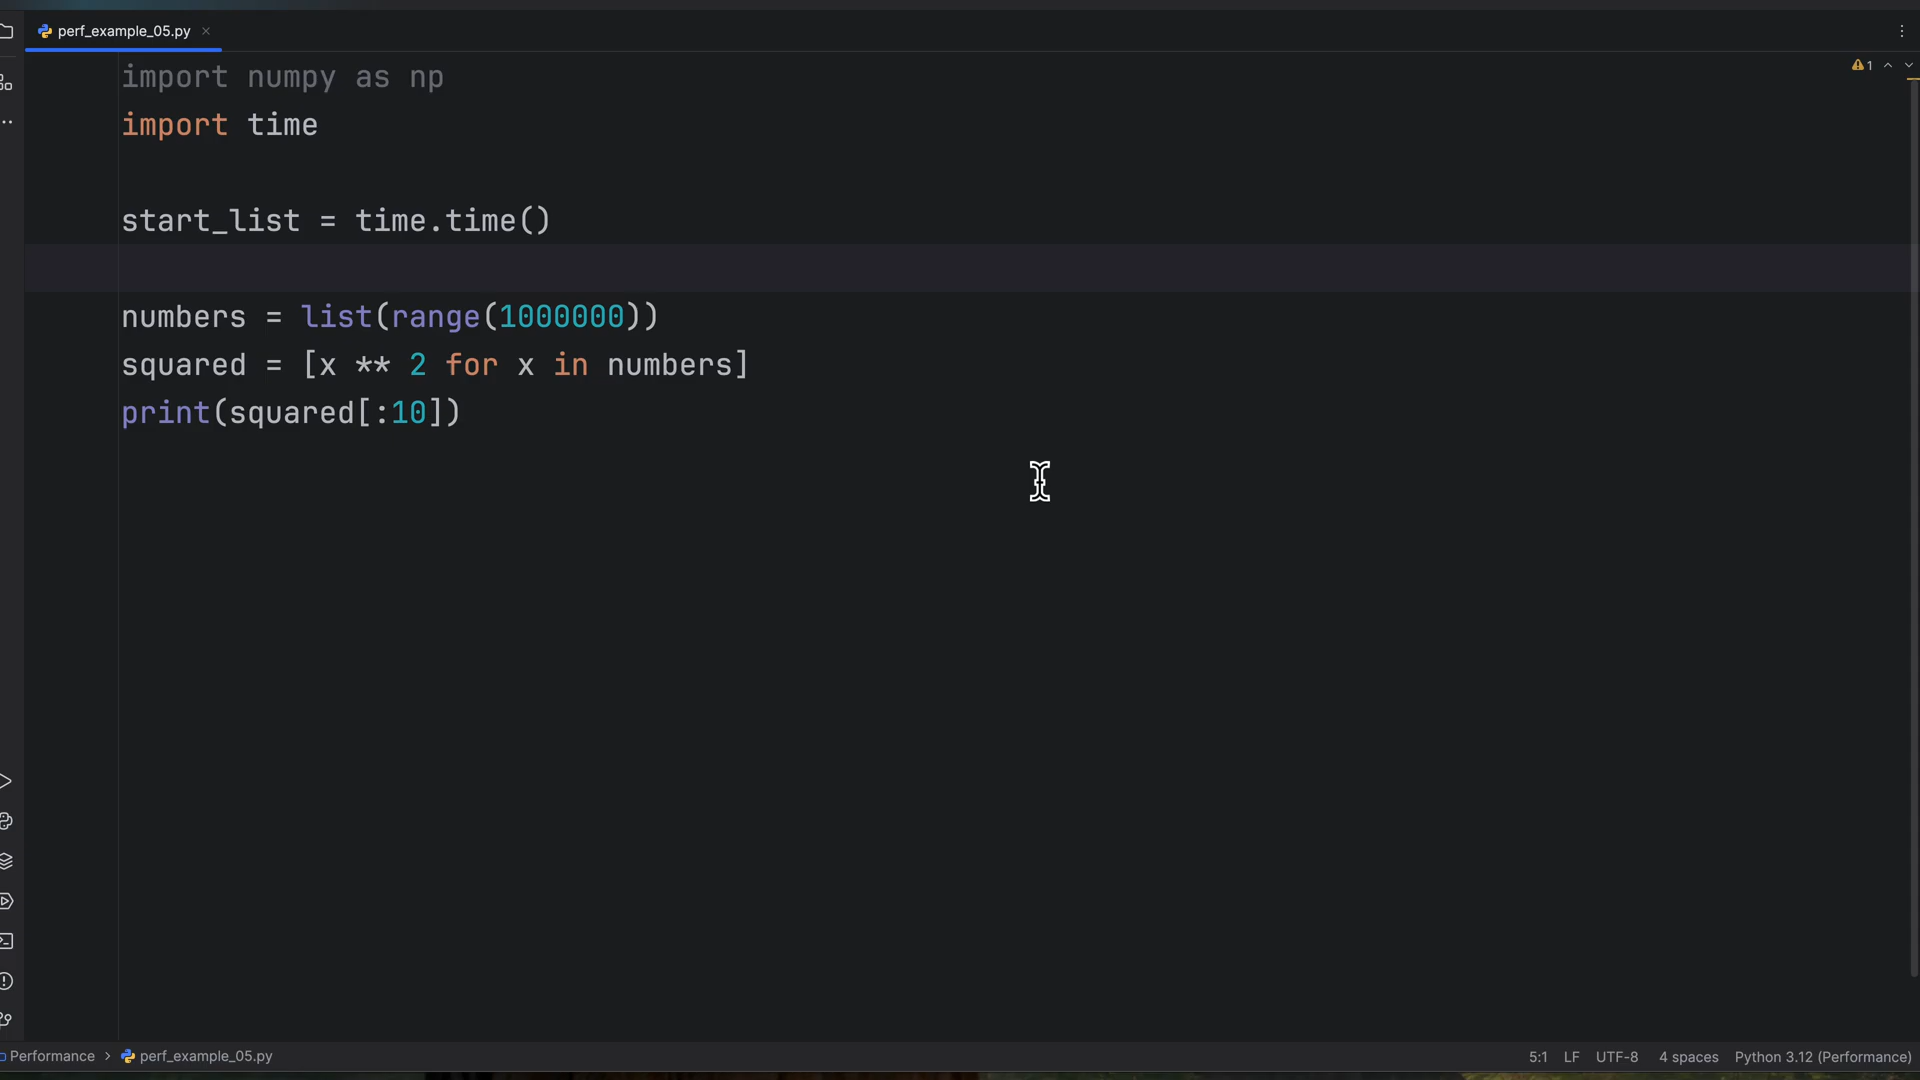 perf_example_05.py
1
import numpy as np
import time
start_list = time.time()
numbers = list(range(1000000))
squared = [x ** 2 for x in numbers]
print(squared[:10])
Performance > perf_example_05.py
5:1 LF UTF-8 4 spaces Python 3.12 (Performance)